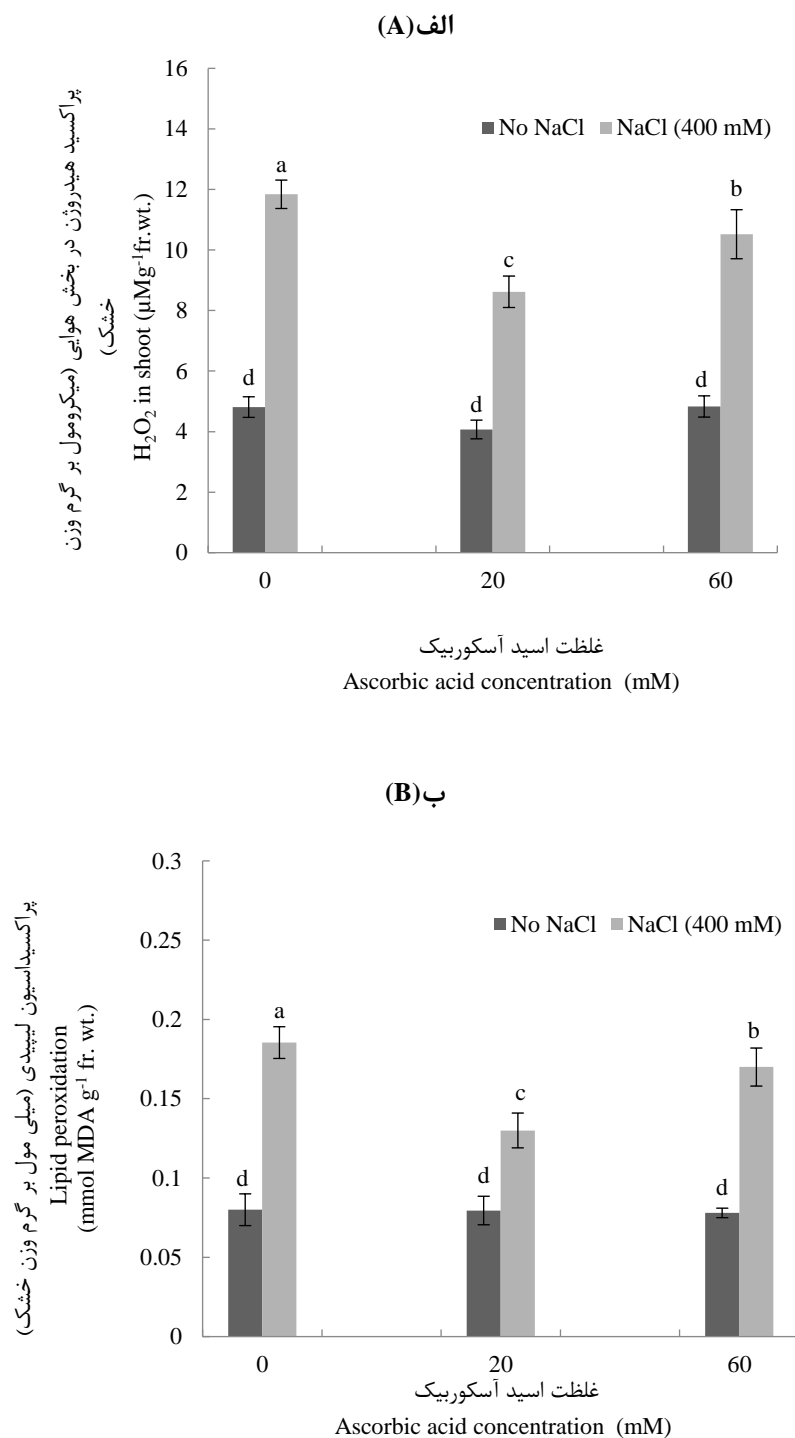 الف(A)
16
14
12
10
8
6
4
2
0
پراکسید هیدروژن در بخش هوایی (میکرومول بر گرم وزن
خشک)
H₂O₂ in shoot (µMg⁻¹fr.wt.)
No NaCl NaCl (400 mM)
a
b
c
d
d
d
0 20 60
غلظت اسید آسکوربیک
Ascorbic acid concentration (mM)
ب(B)
0.3
0.25
0.2
0.15
0.1
0.05
0
پراکسیداسیون لیپیدی (میلی مول بر گرم وزن خشک)
Lipid peroxidation
(mmol MDA g⁻¹ fr. wt.)
No NaCl NaCl (400 mM)
a
b
c
d
d
d
0 20 60
غلظت اسید آسکوربیک
Ascorbic acid concentration (mM)